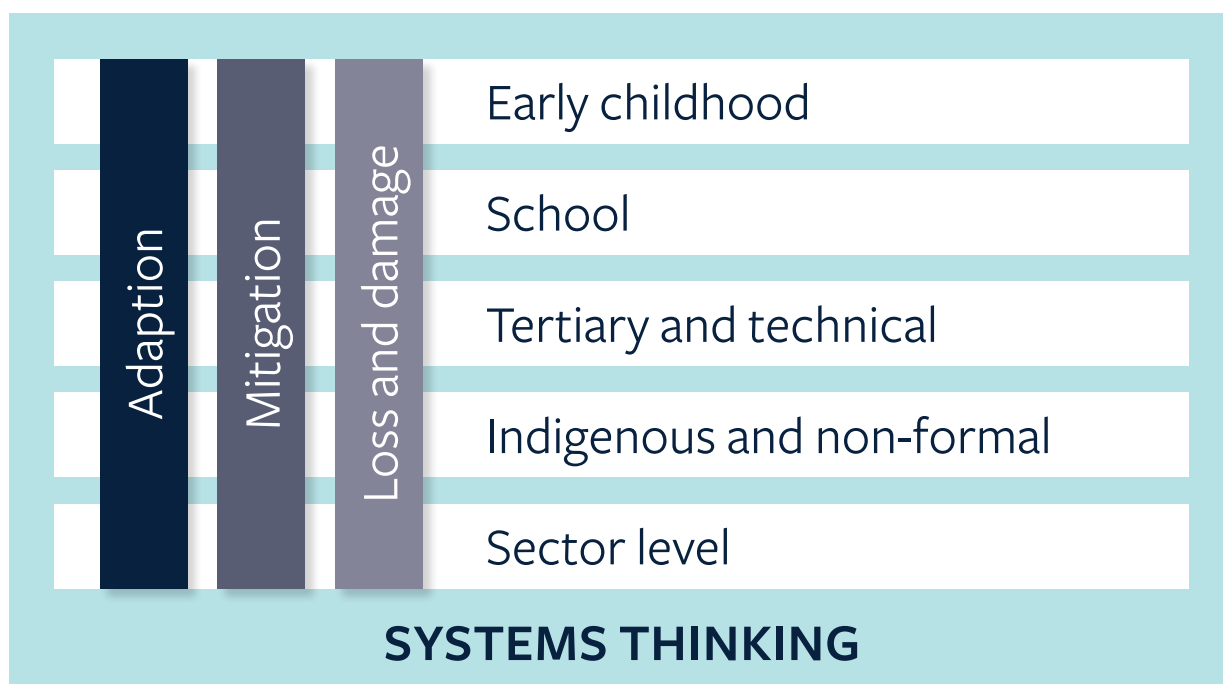 Adaption
Mitigation
Loss and damage
Early childhood
School
Tertiary and technical
Indigenous and non-formal
Sector level
SYSTEMS THINKING